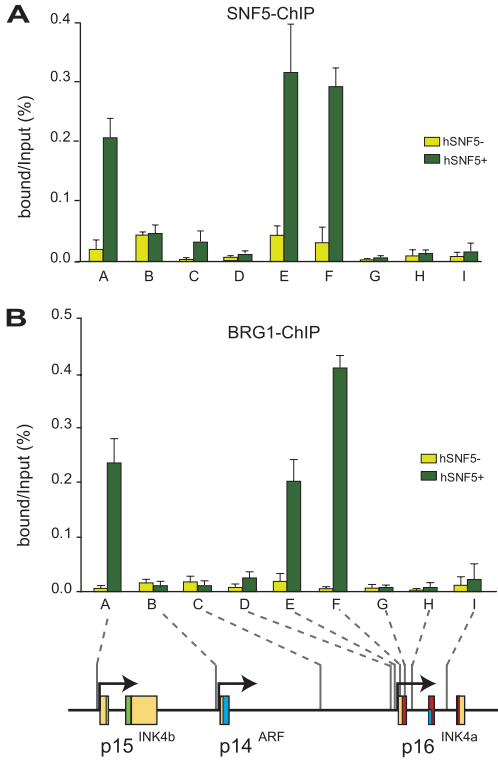 A
SNF5-ChIP
bound/Input (%)
0.4
0.3
0.2
0.1
0.0
hSNF5-
hSNF5+
A B C D E F G H I
B
BRG1-ChIP
bound/Input (%)
0.5
0.4
0.3
0.2
0.1
0.0
hSNF5-
hSNF5+
A B C D E F G H I
p15 INK4b p14 ARF p16 INK4a